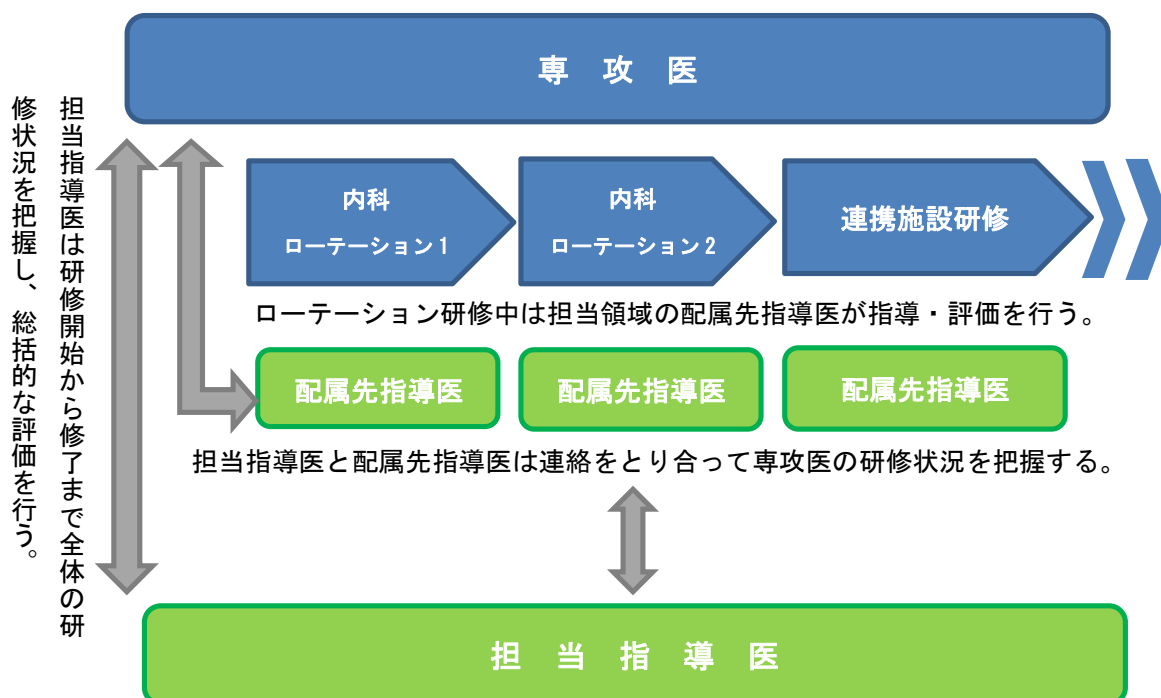 専攻医
担当指導医は研修開始から修了まで全体の研
修状況を把握し、総括的な評価を行う。
内科
ローテーション1
内科
ローテーション2
連携施設研修
ローテーション研修中は担当領域の配属先指導医が指導・評価を行う。
配属先指導医
配属先指導医
配属先指導医
担当指導医と配属先指導医は連絡をとり合って専攻医の研修状況を把握する。
担当指導医